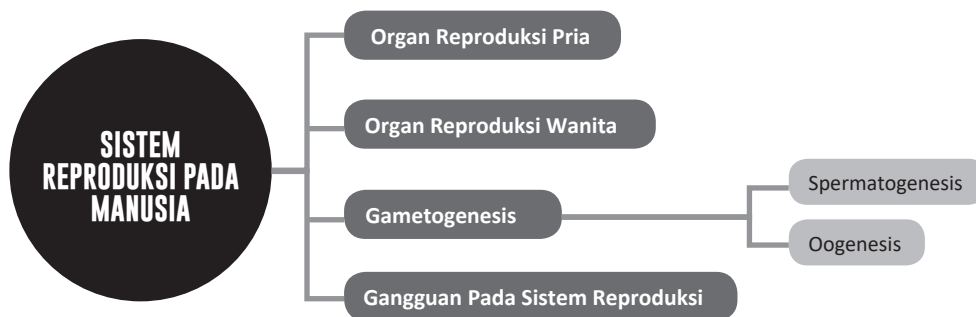 SISTEM
REPRODUKSI PADA
MANUSIA
Organ Reproduksi Pria
Organ Reproduksi Wanita
Gametogenesis
Spermatogenesis
Oogenesis
Gangguan Pada Sistem Reproduksi